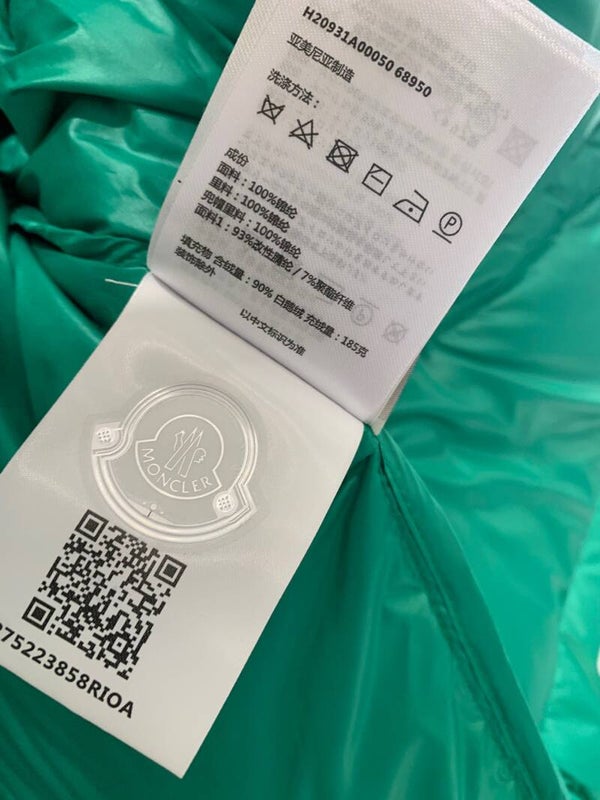 H20931A00050 68950
亚美尼亚制造
洗涤方法：
P
成份
面料：100%锦纶
里料：100%锦纶
兜帽里料：100%锦纶
面料1：93%改性腈纶 / 7%聚酯纤维
填充物 含绒量：90% 白鹅绒 充绒量：185克
装饰除外
以中文标识为准
MONCLER
75223858RIOA